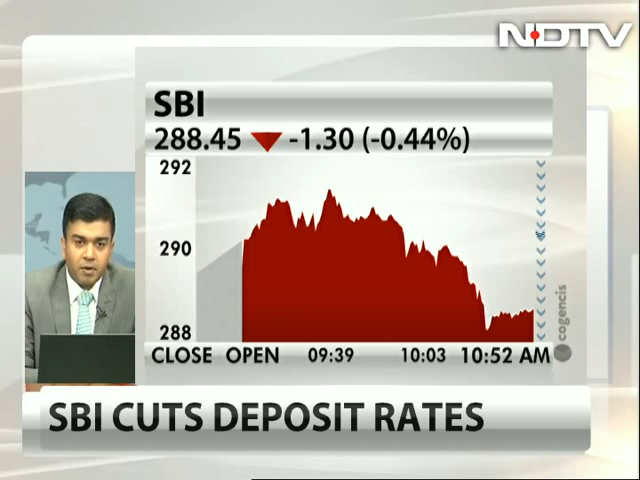 NDTV
SBI
288.45 ▼ -1.30 (-0.44%)
292
290
288
CLOSE OPEN 09:39 10:03 10:52 AM
cogencis
SBI CUTS DEPOSIT RATES